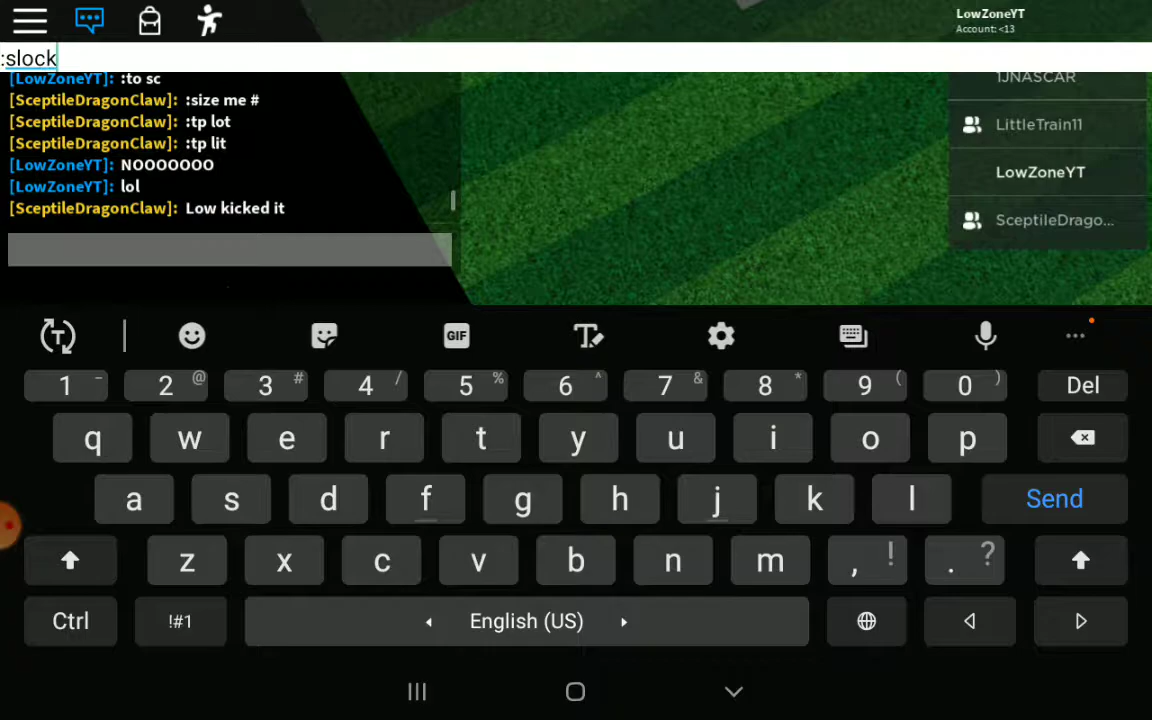 LowZoneYT
Account: <13
:slock
[LowZoneYT]: :to sc
[SceptileDragonClaw]: :size me #
[SceptileDragonClaw]: :tp lot
[SceptileDragonClaw]: :tp lit
[LowZoneYT]: NOOOOOOO
[LowZoneYT]: lol
[SceptileDragonClaw]: Low kicked it
1JNASCAR
LittleTrain11
LowZoneYT
SceptileDrago...
T
GIF
T
...
1 - 2 @ 3 # 4 / 5 % 6 ^ 7 & 8 * 9 ( 0 ) Del
q w e r t y u i o p
a s d f g h j k l Send
z x c v b n m , ! . ?
Ctrl !#1 English (US)